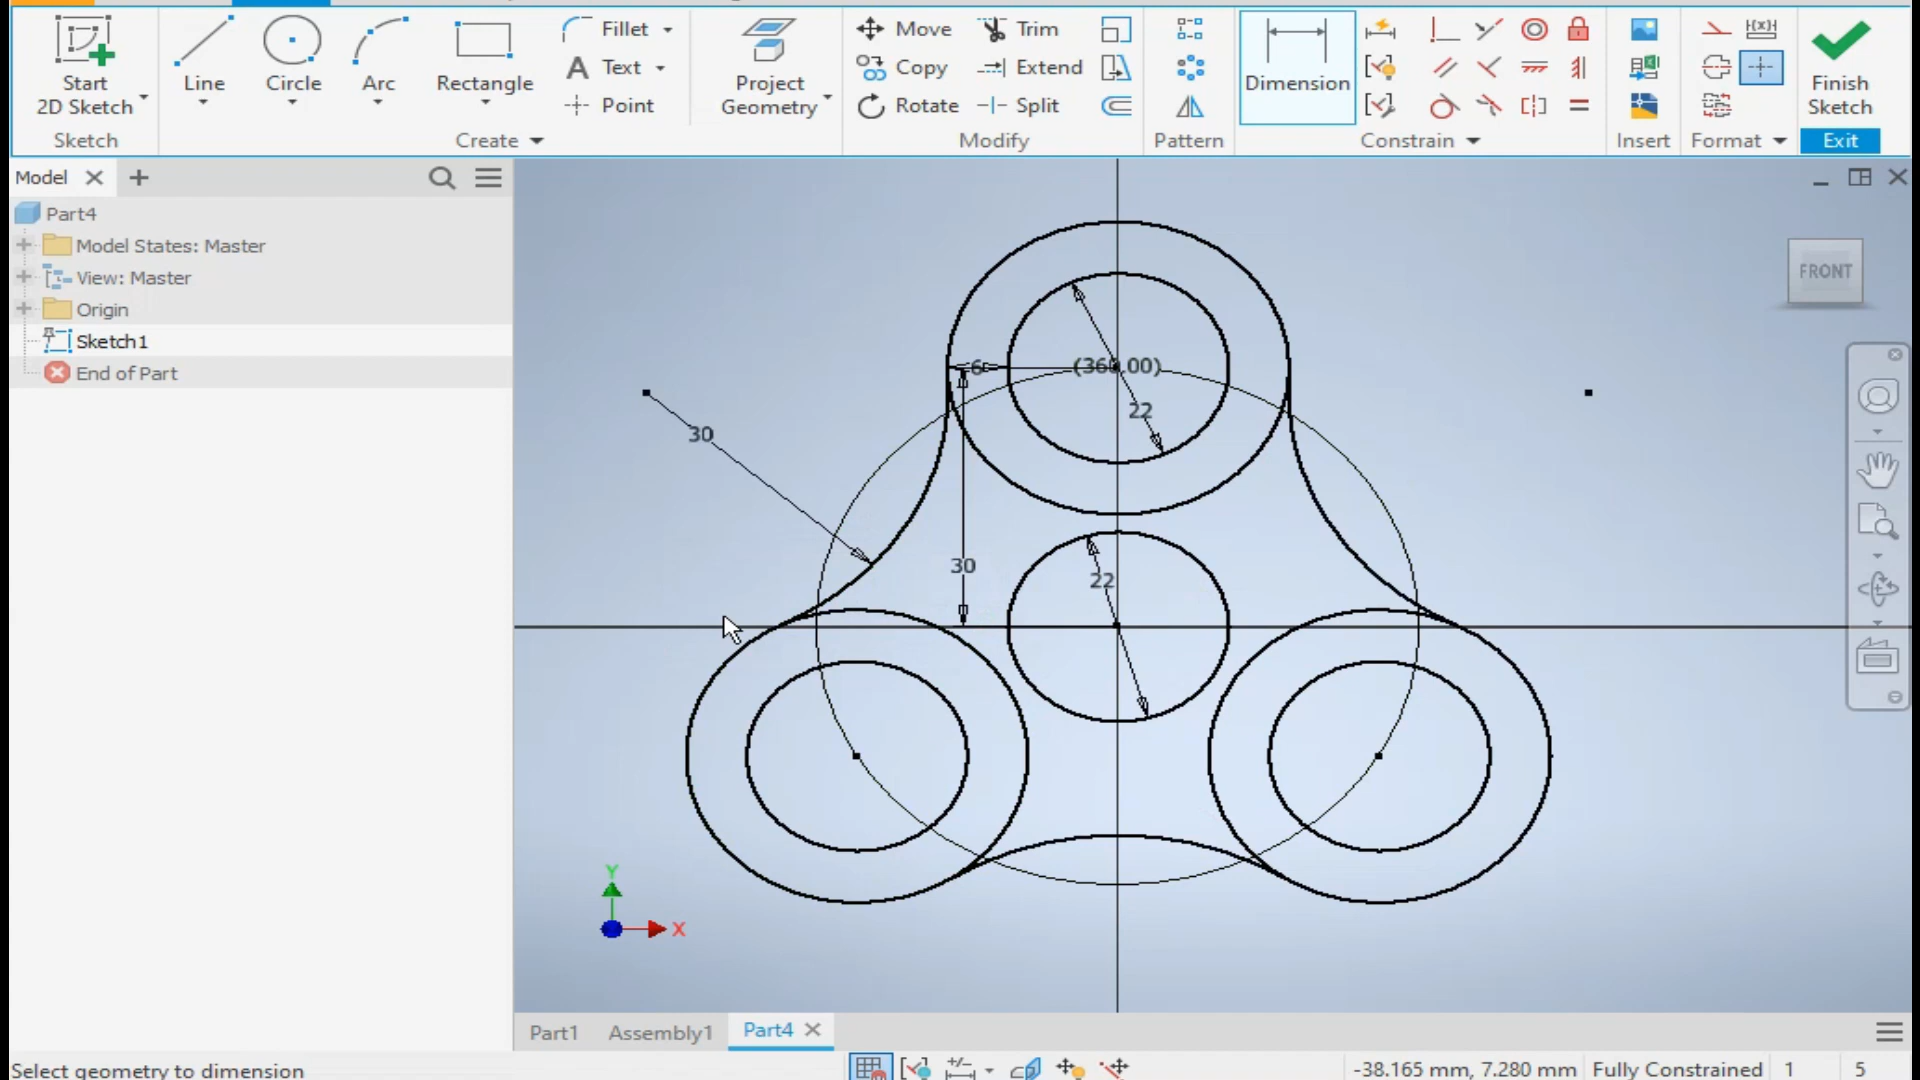 Start
2D Sketch
Sketch
Line
Circle
Arc
Rectangle
Fillet
Text
Point
Create
Project
Geometry
Move
Copy
Rotate
Trim
Extend
Split
Modify
Pattern
Dimension
Constrain
Insert
Format
Finish
Sketch
Exit
Model
Part4
Model States: Master
View: Master
Origin
Sketch1
End of Part
FRONT
6
(360.00)
22
30
30
22
Y
X
Part1
Assembly1
Part4
Select geometry to dimension
-38.165 mm, 7.280 mm
Fully Constrained
1
5